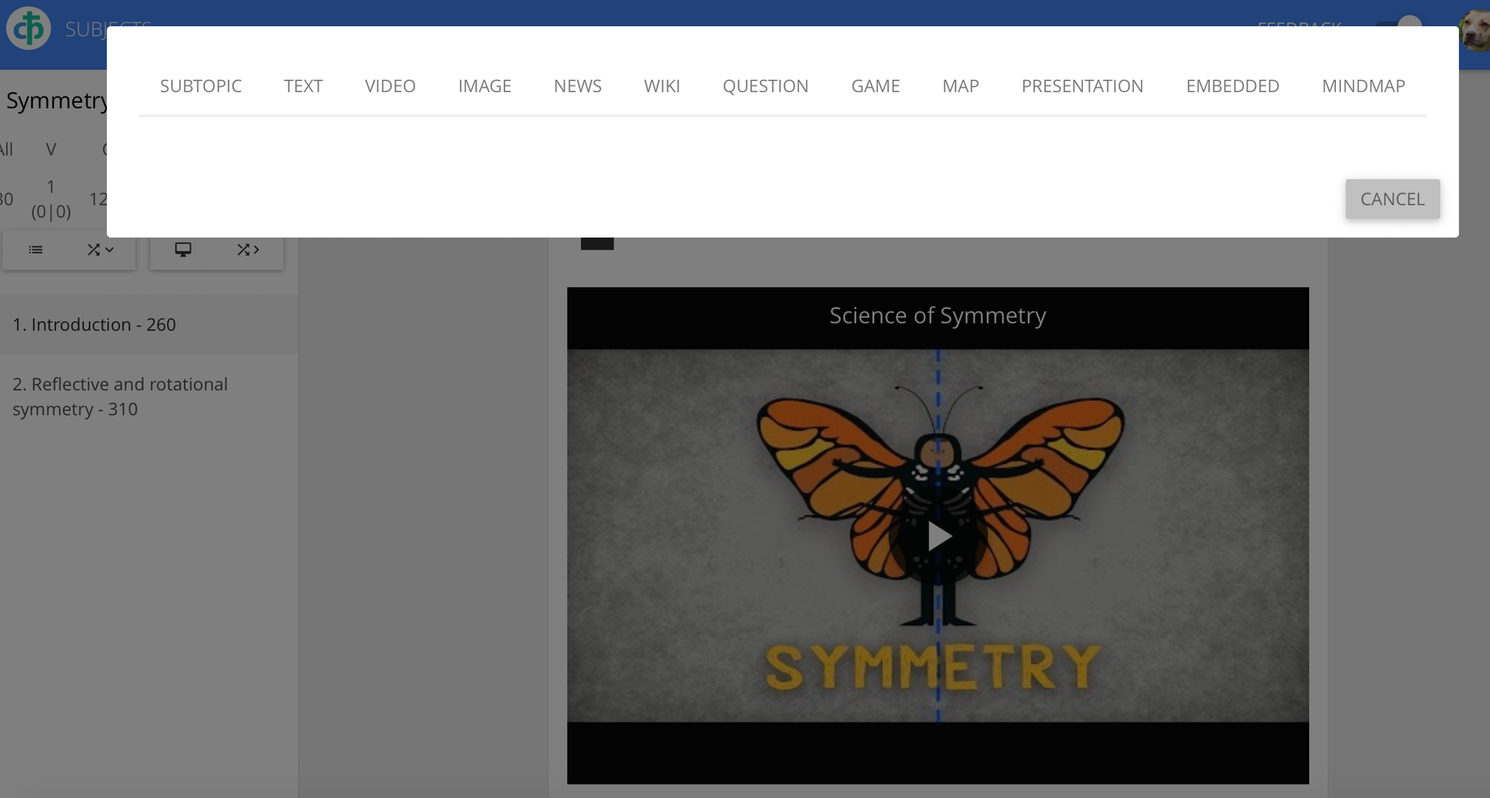 SUBJECTS
FEEDBACK
SUBTOPIC TEXT VIDEO IMAGE NEWS WIKI QUESTION GAME MAP PRESENTATION EMBEDDED MINDMAP
CANCEL
Symmetry
All V
1
30 12
(0|0)
1. Introduction - 260
2. Reflective and rotational
symmetry - 310
Science of Symmetry
SYMMETRY